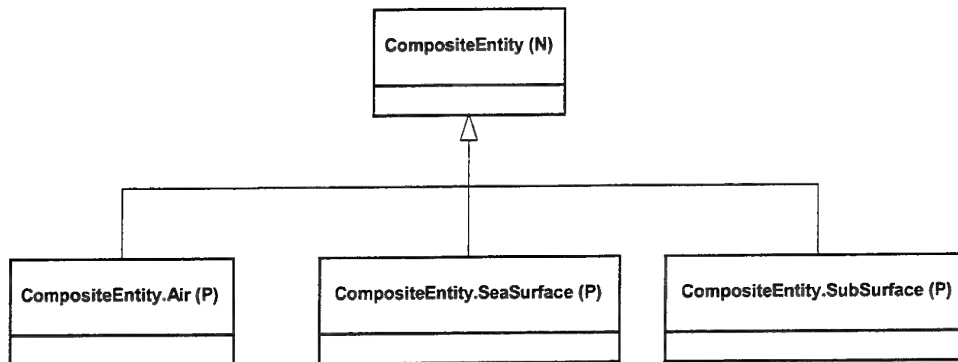 CompositeEntity (N)
CompositeEntity.Air (P)
CompositeEntity.SeaSurface (P)
CompositeEntity.SubSurface (P)